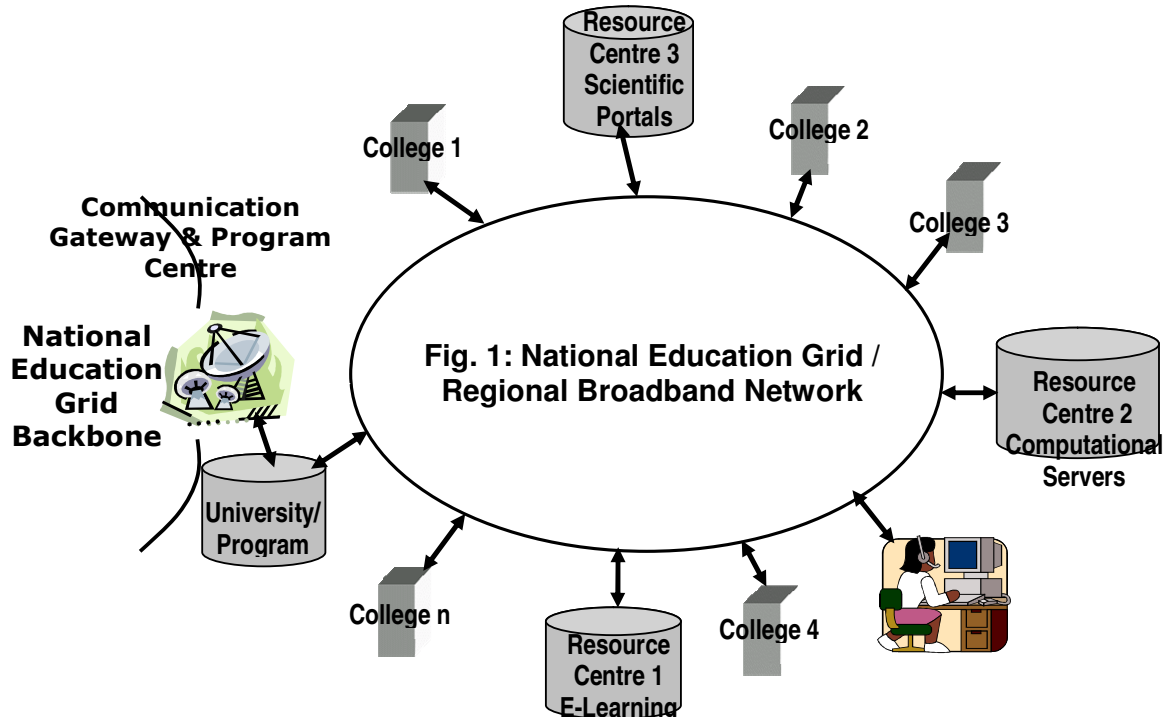 Resource
Centre 3
Scientific
Portals
College 1
College 2
College 3
Communication
Gateway & Program
Centre
National
Education
Grid
Backbone
Fig. 1: National Education Grid /
Regional Broadband Network
Resource
Centre 2
Computational
Servers
University/
Program
College n
Resource
Centre 1
E-Learning
College 4